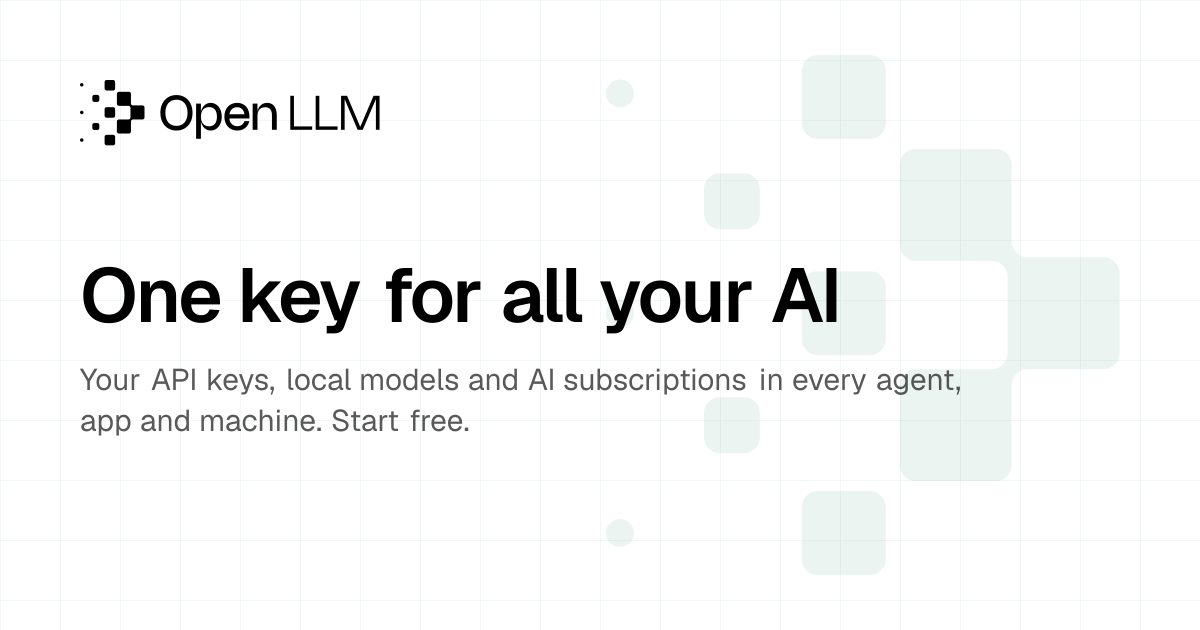 Open LLM
One key for all your AI
Your API keys, local models and AI subscriptions in every agent,
app and machine. Start free.